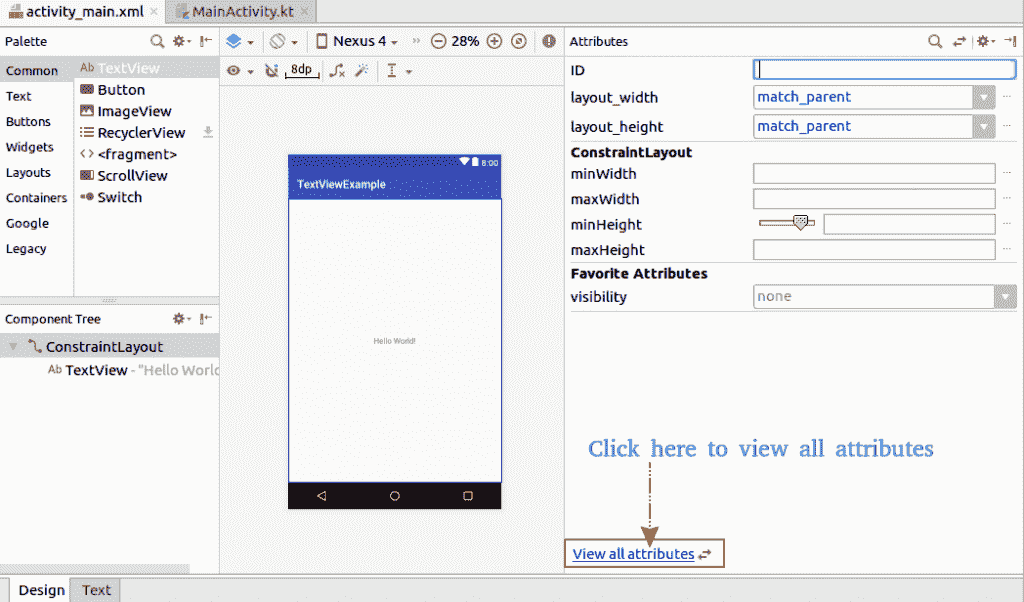 activity_main.xml
MainActivity.kt
Palette
Nexus 4
28%
Attributes
Common
Text
Buttons
Widgets
Layouts
Containers
Google
Legacy
Ab TextView
Button
ImageView
RecyclerView
<> <fragment>
ScrollView
Switch
8dp
8:00
TextViewExample
Hello World!
Component Tree
ConstraintLayout
Ab TextView - "Hello World
ID
layout_width match_parent
layout_height match_parent
ConstraintLayout
minWidth
maxWidth
minHeight
maxHeight
Favorite Attributes
visibility none
Click here to view all attributes
View all attributes
Design Text